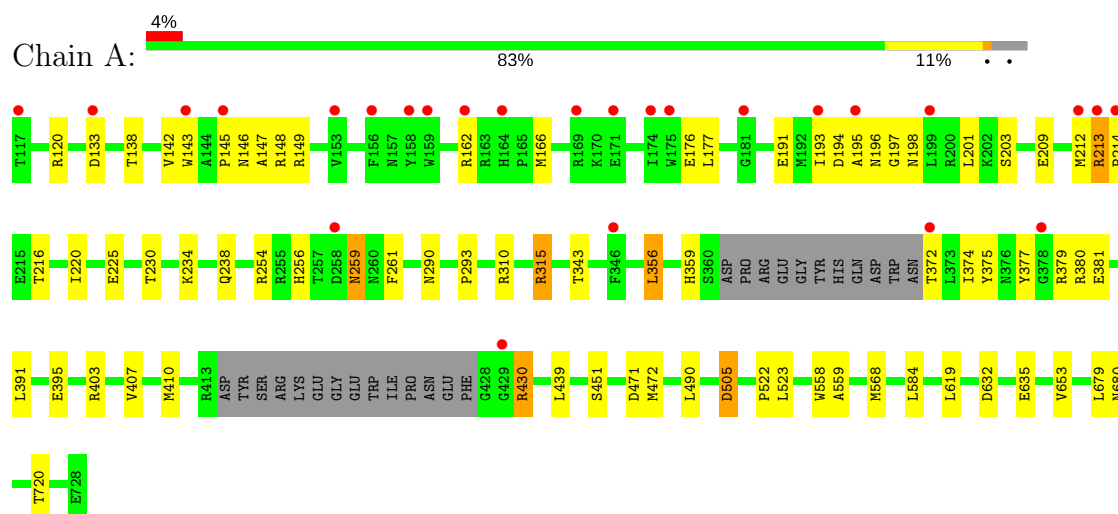 4%
Chain A:
83% 11% • •
T117 R120 D133 T138 V142 W143 A144 P145 N146 A147 R148 R149 V153 F156 N157 Y158 W159 R162 R163 H164 P165 M166 R169 K170 E171 I174 W175 E176 L177 G181 E191 M192 I193 D194 A195 N196 G197 N198 L199 R200 L201 K202 S203 E209 M212 R213
E215 T216 I220 E225 T230 K234 Q238 R254 R255 H256 T257 D258 N259 N260 F261 N290 P293 R310 R315 T343 F346 L356 H359 S360 ASP PRO ARG GLU GLY TYR HIS GLN ASP TRP ASN T372 L373 I374 Y375 N376 Y377 G378 R379 R380 E381
L391 E395 R403 V407 M410 R413 ASP TYR SER ARG LYS GLU GLY GLU TRP ILE PRO ASN GLU PHE G428 G429 R430 L439 S451 D471 M472 L490 D505 P522 L523 W558 A559 M568 L584 L619 D632 E635 V653 L679 N680
T720 E728